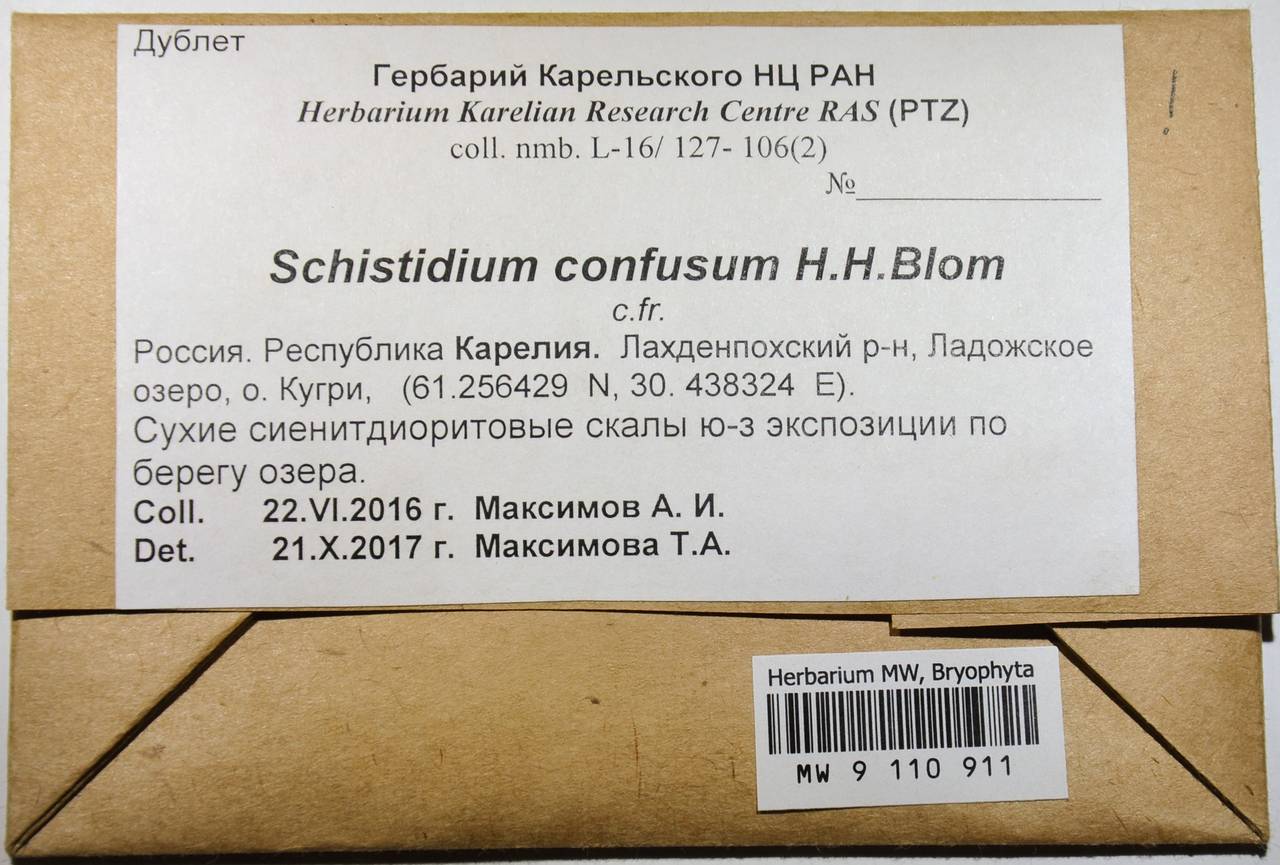 Дублет
Гербарий Карельского НЦ РАН
Herbarium Karelian Research Centre RAS (PTZ)
coll. nmb. L-16/ 127- 106(2)
№
Schistidium confusum H.H.Blom
c.fr.
Россия. Республика Карелия. Лахденпохский р-н, Ладожское
озеро, о. Кугри, (61.256429 N, 30. 438324 E).
Сухие сиенитдиоритовые скалы ю-з экспозиции по
берегу озера.
Coll. 22.VI.2016 г. Максимов А. И.
Det. 21.X.2017 г. Максимова Т.А.
Herbarium MW, Bryophyta
MW 9 110 911